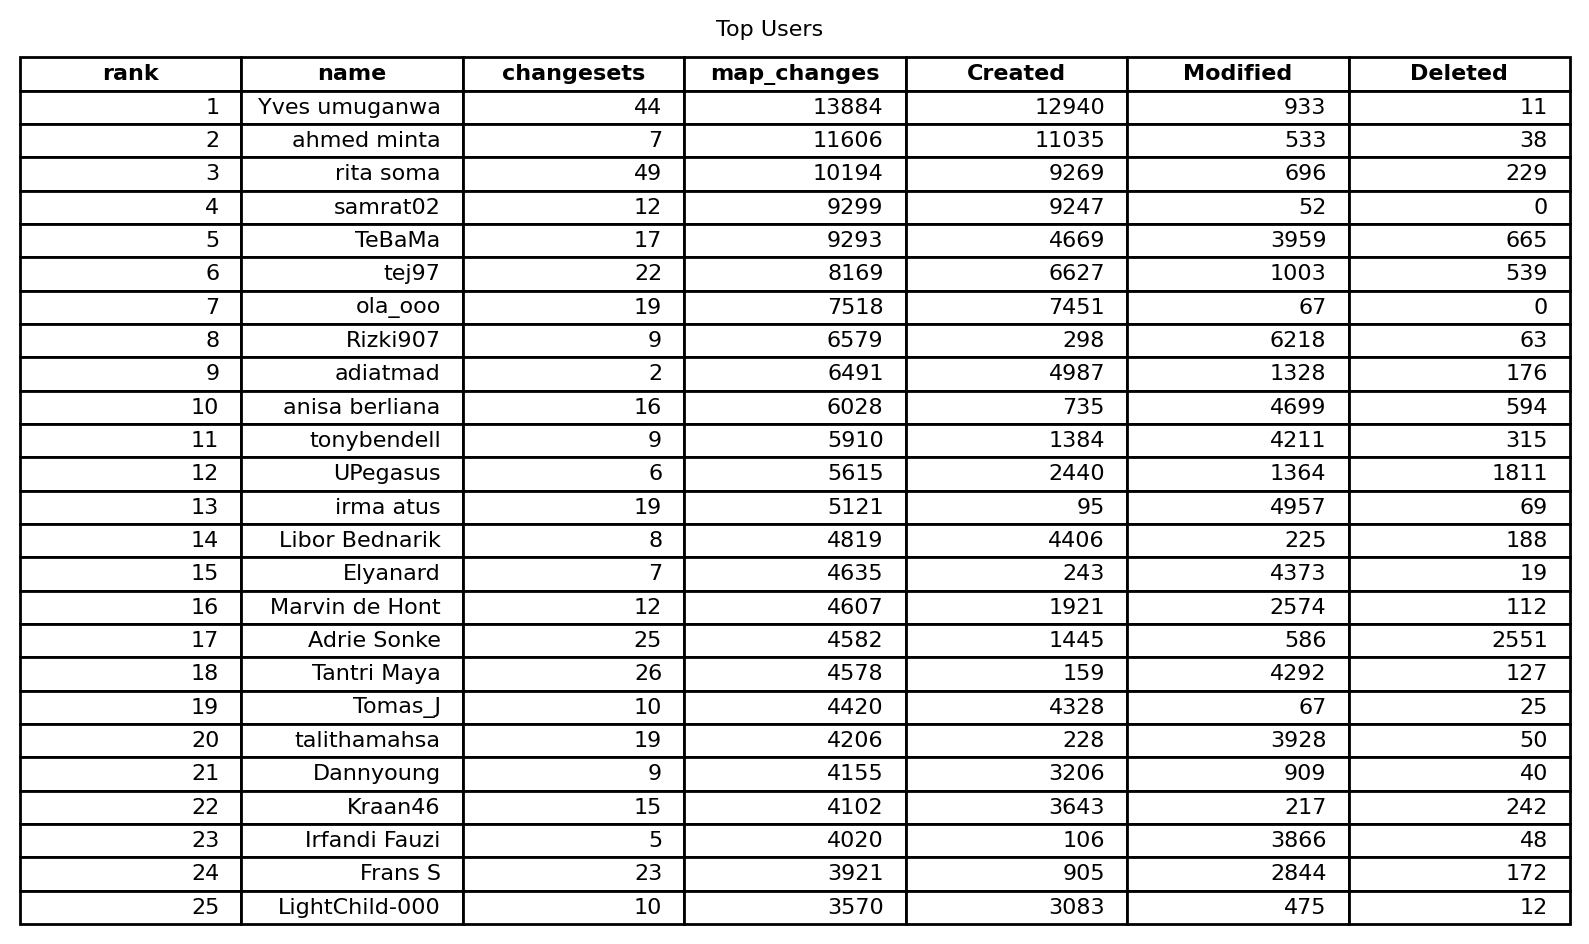 Top Users
rank name changesets map_changes Created Modified Deleted
1 Yves umuganwa 44 13884 12940 933 11
2 ahmed minta 7 11606 11035 533 38
3 rita soma 49 10194 9269 696 229
4 samrat02 12 9299 9247 52 0
5 TeBaMa 17 9293 4669 3959 665
6 tej97 22 8169 6627 1003 539
7 ola_ooo 19 7518 7451 67 0
8 Rizki907 9 6579 298 6218 63
9 adiatmad 2 6491 4987 1328 176
10 anisa berliana 16 6028 735 4699 594
11 tonybendell 9 5910 1384 4211 315
12 UPegasus 6 5615 2440 1364 1811
13 irma atus 19 5121 95 4957 69
14 Libor Bednarik 8 4819 4406 225 188
15 Elyanard 7 4635 243 4373 19
16 Marvin de Hont 12 4607 1921 2574 112
17 Adrie Sonke 25 4582 1445 586 2551
18 Tantri Maya 26 4578 159 4292 127
19 Tomas_J 10 4420 4328 67 25
20 talithamahsa 19 4206 228 3928 50
21 Dannyoung 9 4155 3206 909 40
22 Kraan46 15 4102 3643 217 242
23 Irfandi Fauzi 5 4020 106 3866 48
24 Frans S 23 3921 905 2844 172
25 LightChild-000 10 3570 3083 475 12